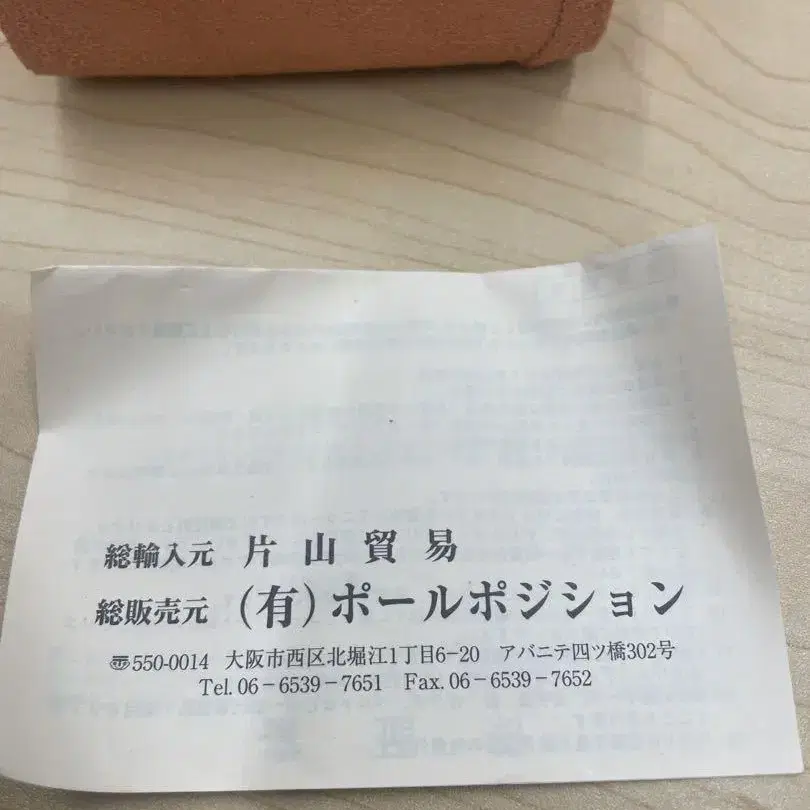 総輸入元 片山貿易
総販売元 (有)ポールポジション
〠550-0014 大阪市西区北堀江1丁目6-20 アバニテ四ツ橋302号
Tel.06-6539-7651 Fax.06-6539-7652